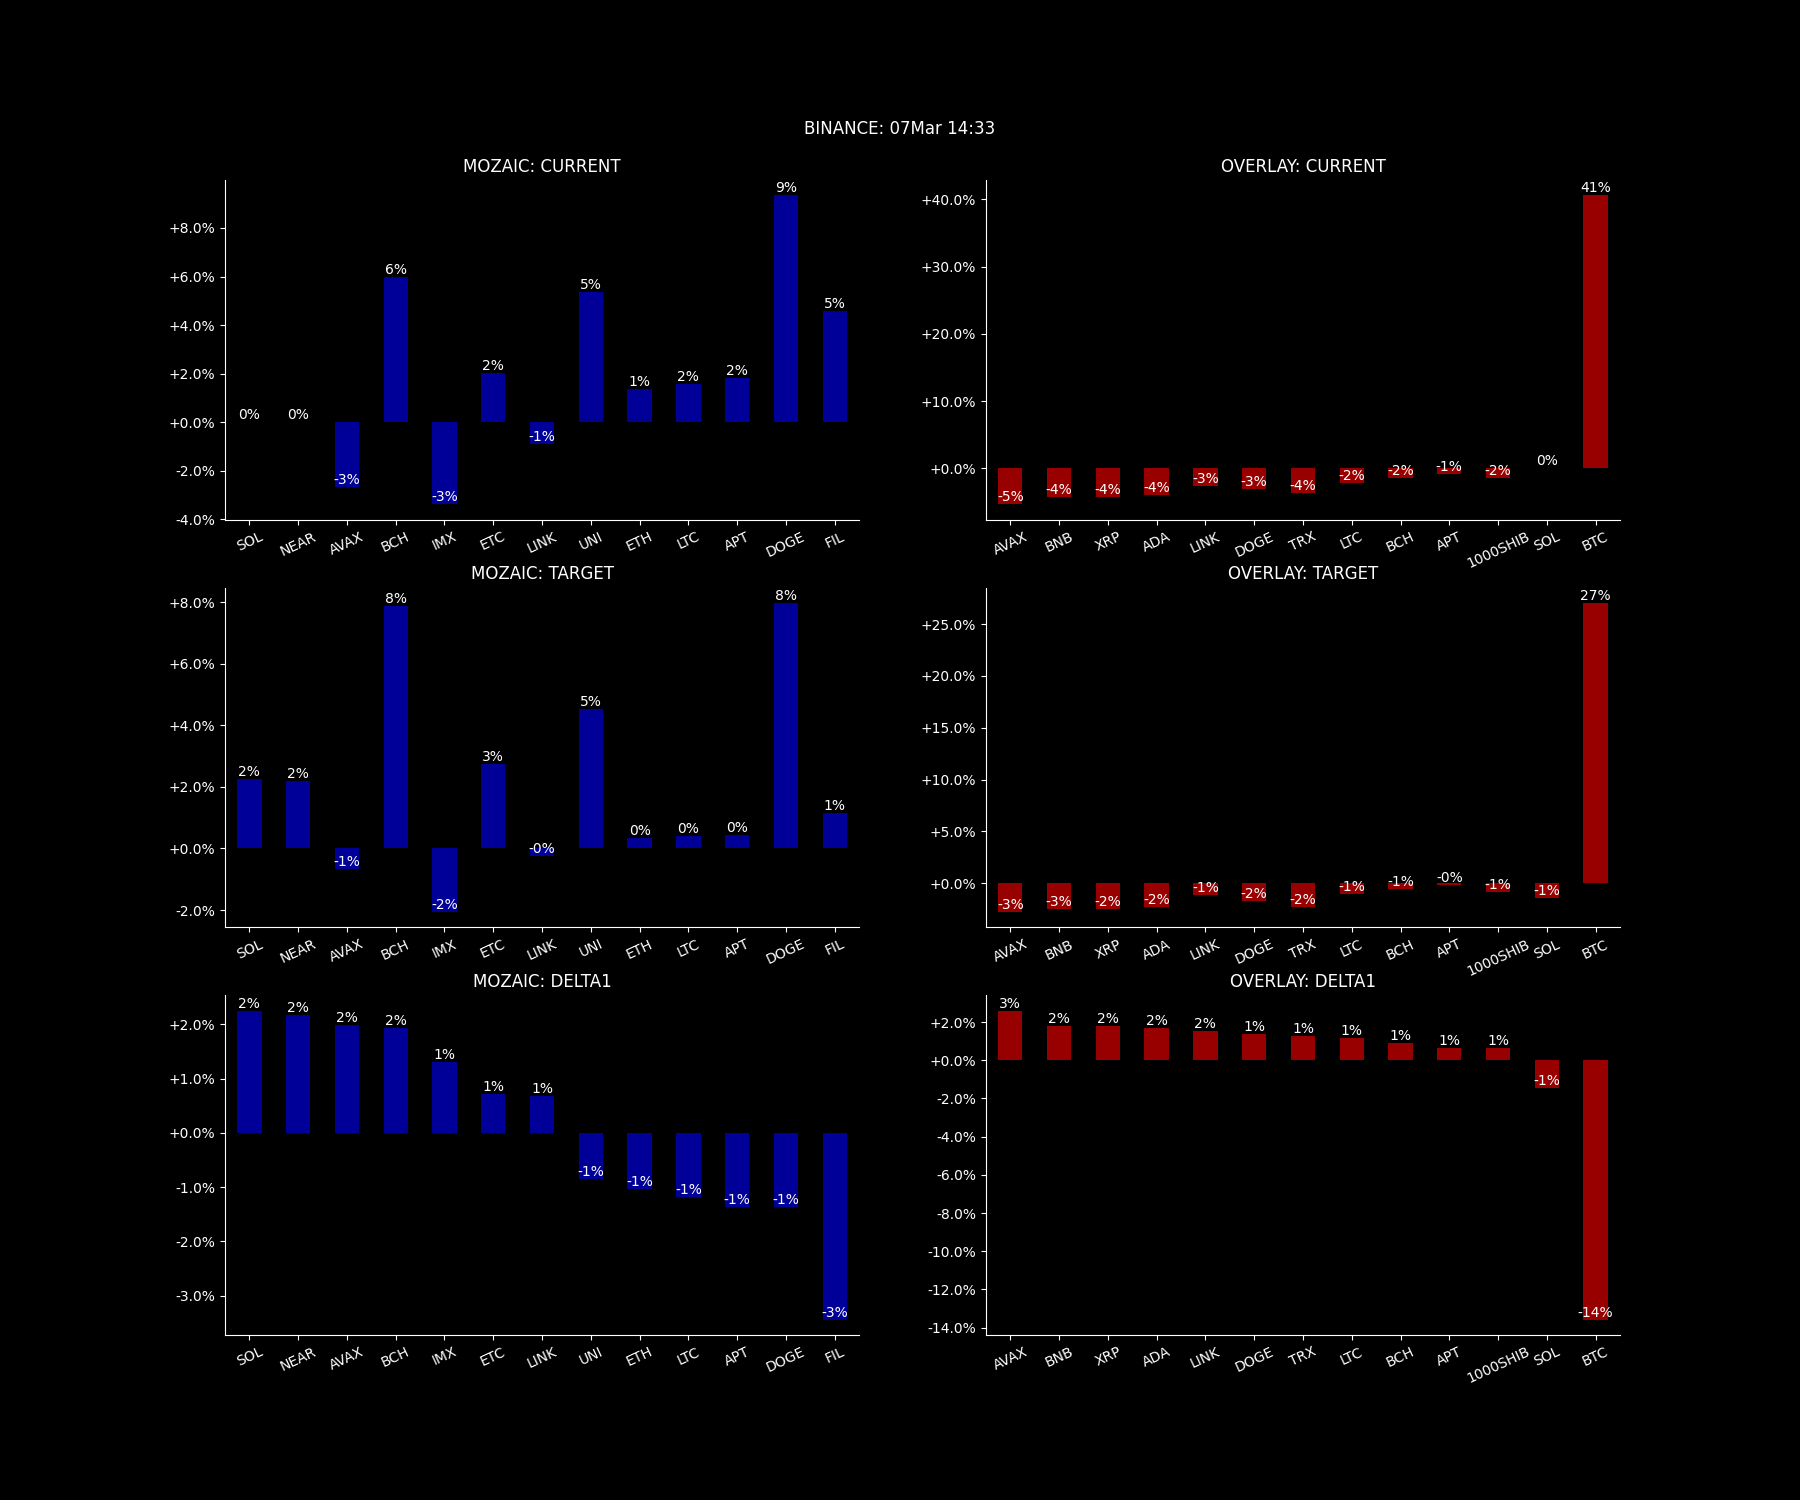 BINANCE: 07Mar 14:33
MOZAIC: CURRENT
+8.0%
+6.0%
+4.0%
+2.0%
+0.0%
-2.0%
-4.0%
0% 0% -3% 6% -3% 2% -1% 5% 1% 2% 2% 9% 5%
SOL NEAR AVAX BCH IMX ETC LINK UNI ETH LTC APT DOGE FIL
OVERLAY: CURRENT
+40.0%
+30.0%
+20.0%
+10.0%
+0.0%
-5% -4% -4% -4% -3% -3% -4% -2% -2% -1% -2% 0% 41%
AVAX BNB XRP ADA LINK DOGE TRX LTC BCH APT 1000SHIB SOL BTC
MOZAIC: TARGET
+8.0%
+6.0%
+4.0%
+2.0%
+0.0%
-2.0%
2% 2% -1% 8% -2% 3% -0% 5% 0% 0% 0% 8% 1%
SOL NEAR AVAX BCH IMX ETC LINK UNI ETH LTC APT DOGE FIL
OVERLAY: TARGET
+25.0%
+20.0%
+15.0%
+10.0%
+5.0%
+0.0%
-3% -3% -2% -2% -1% -2% -2% -1% -1% -0% -1% -1% 27%
AVAX BNB XRP ADA LINK DOGE TRX LTC BCH APT 1000SHIB SOL BTC
MOZAIC: DELTA1
+2.0%
+1.0%
+0.0%
-1.0%
-2.0%
-3.0%
2% 2% 2% 2% 1% 1% 1% -1% -1% -1% -1% -1% -3%
SOL NEAR AVAX BCH IMX ETC LINK UNI ETH LTC APT DOGE FIL
OVERLAY: DELTA1
+2.0%
+0.0%
-2.0%
-4.0%
-6.0%
-8.0%
-10.0%
-12.0%
-14.0%
3% 2% 2% 2% 2% 1% 1% 1% 1% 1% 1% -1% -14%
AVAX BNB XRP ADA LINK DOGE TRX LTC BCH APT 1000SHIB SOL BTC